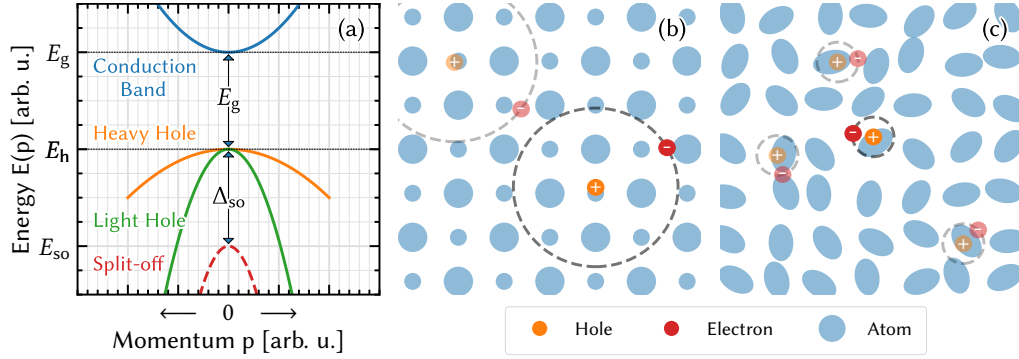 (a)
E_g
Conduction
Band
E_g
Heavy Hole
E_h
Δ_so
Light Hole
E_so
Split-off
0
Energy E(p) [arb. u.]
Momentum p [arb. u.]
(b)
+
−
+
−
(c)
+
−
+
−
+
−
+
−
+ Hole
− Electron
Atom